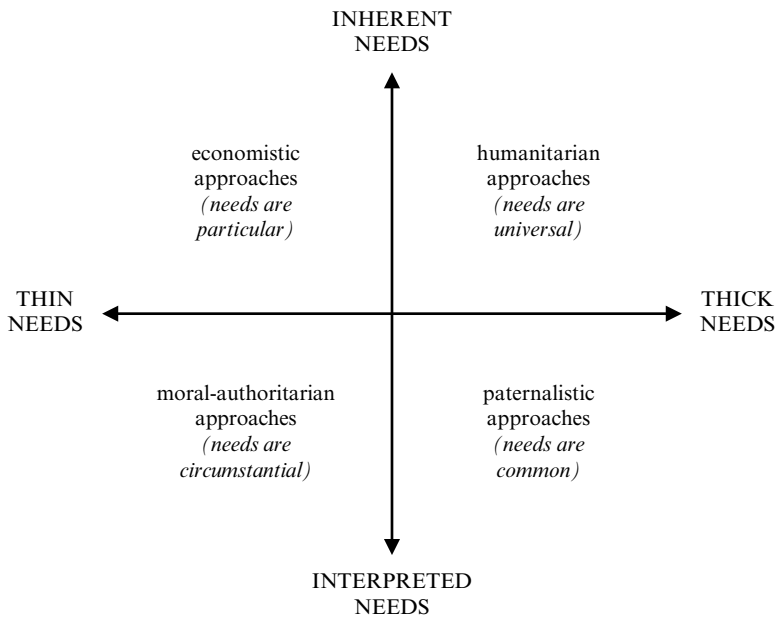 INHERENT
NEEDS
economistic
approaches
(needs are
particular)
humanitarian
approaches
(needs are
universal)
THIN
NEEDS
THICK
NEEDS
moral-authoritarian
approaches
(needs are
circumstantial)
paternalistic
approaches
(needs are
common)
INTERPRETED
NEEDS